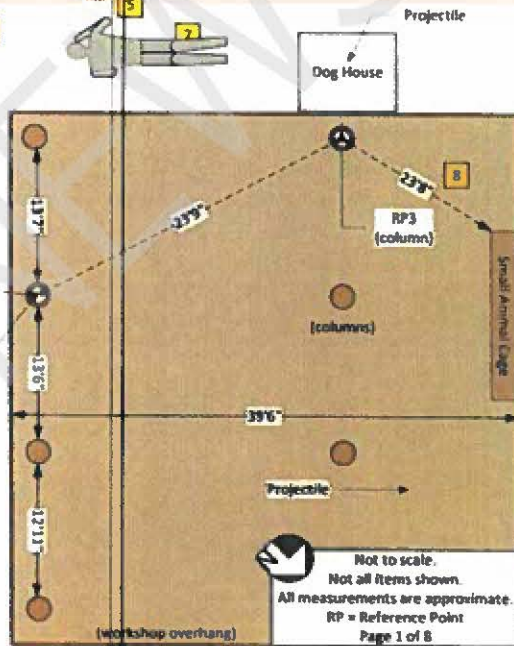 5
7
Projectile
Dog House
8
23'8"
13'7"
23'9"
RP3
(column)
Small Animal Cage
(columns)
13'6"
39'6"
Projectile
12'11"
Not to scale.
Not all items shown.
All measurements are approximate.
RP = Reference Point
Page 1 of 8
(workshop overhang)